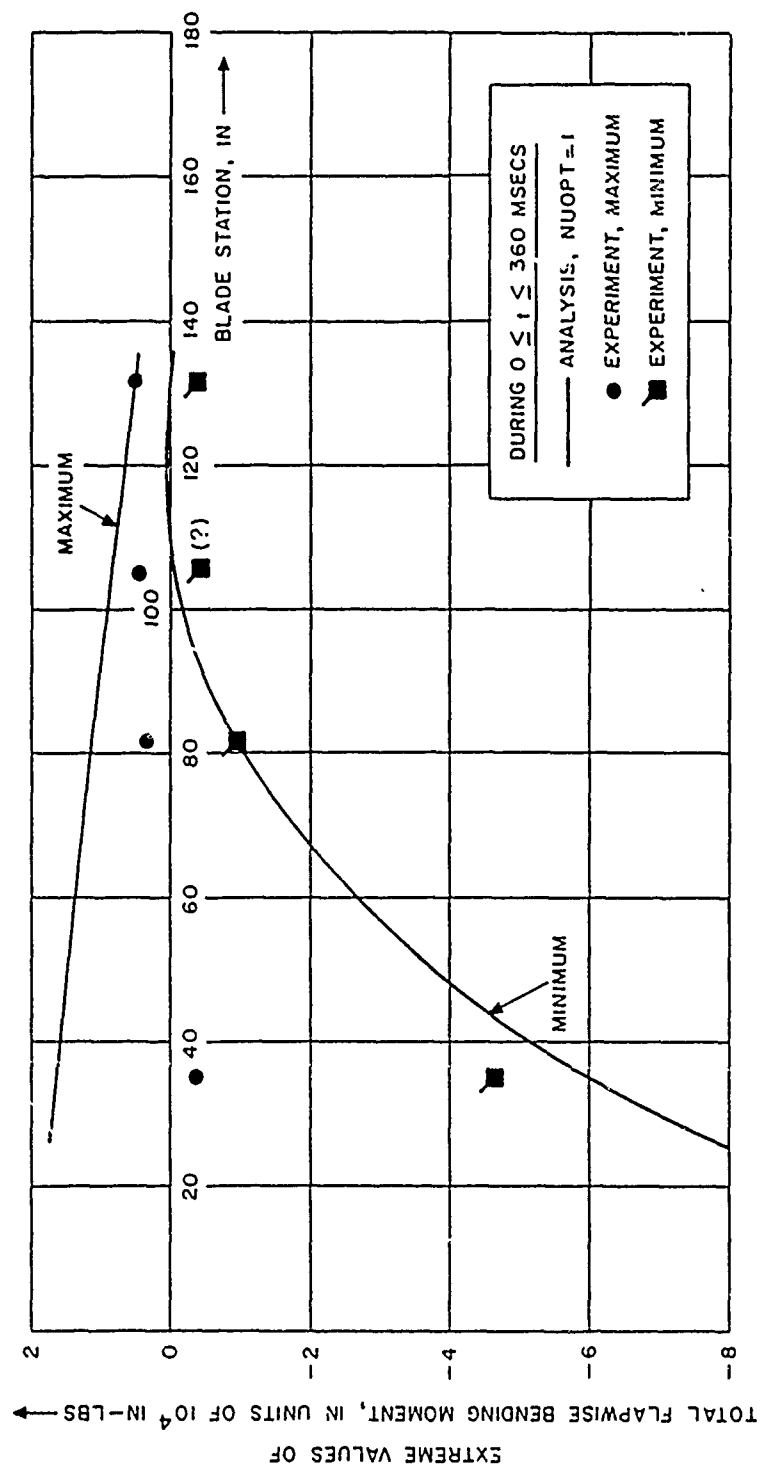 EXTREME VALUES OF
TOTAL FLAPWISE BENDING MOMENT, IN UNITS OF 10⁴ IN-LBS
2
0
-2
-4
-6
-8
20
40
60
80
100
120
140
160
180
BLADE STATION, IN
MAXIMUM
MINIMUM
(?)
DURING 0 ≤ t ≤ 360 MSECS
ANALYSIS, NUOPT=1
EXPERIMENT, MAXIMUM
EXPERIMENT, MINIMUM